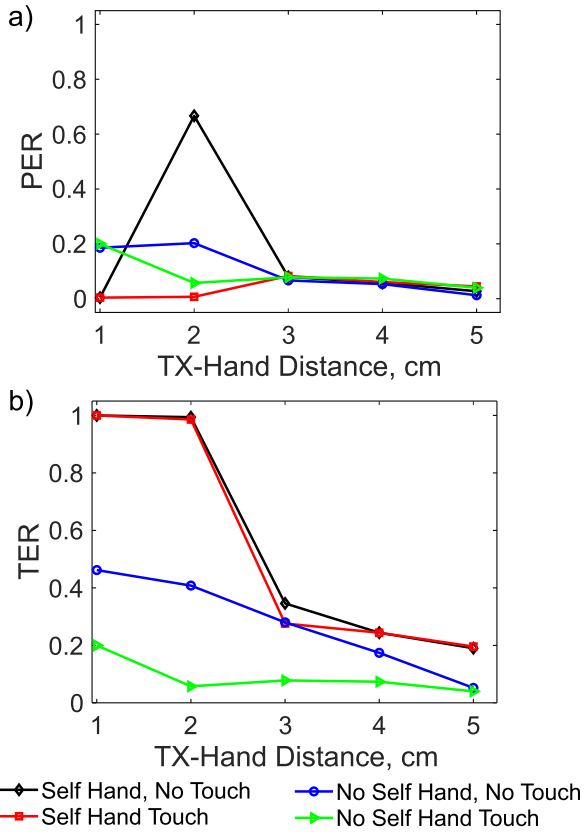 a)
1
0.8
0.6
0.4
0.2
0
PER
1 2 3 4 5
TX-Hand Distance, cm
b)
1
0.8
0.6
0.4
0.2
0
TER
1 2 3 4 5
TX-Hand Distance, cm
Self Hand, No Touch
No Self Hand, No Touch
Self Hand Touch
No Self Hand Touch